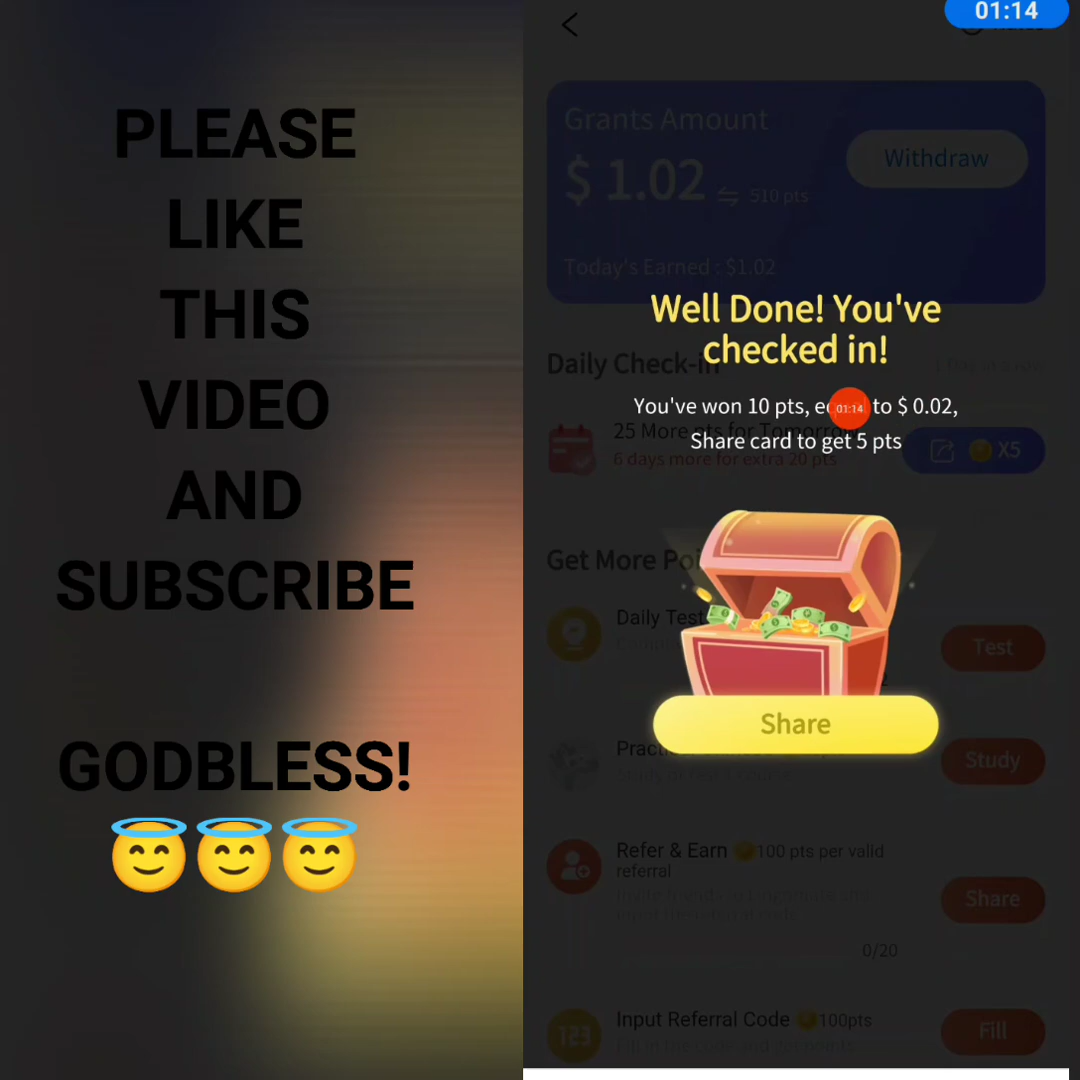 PLEASE
LIKE
THIS
VIDEO
AND
SUBSCRIBE
GODBLESS!
01:14
Grants Amount
$ 1.02
510 pts
Withdraw
Today's Earned : $1.02
Well Done! You've
checked in!
Daily Check-in
You've won 10 pts, to $ 0.02,
01:14
25 More pts for Tomorrow
Share card to get 5 pts
6 days more for extra 20 pts
X5
Get More
Daily Test
Test
Share
Study
Refer & Earn 100 pts per valid
referral
Share
0/20
123
Input Referral Code 100pts
Fill